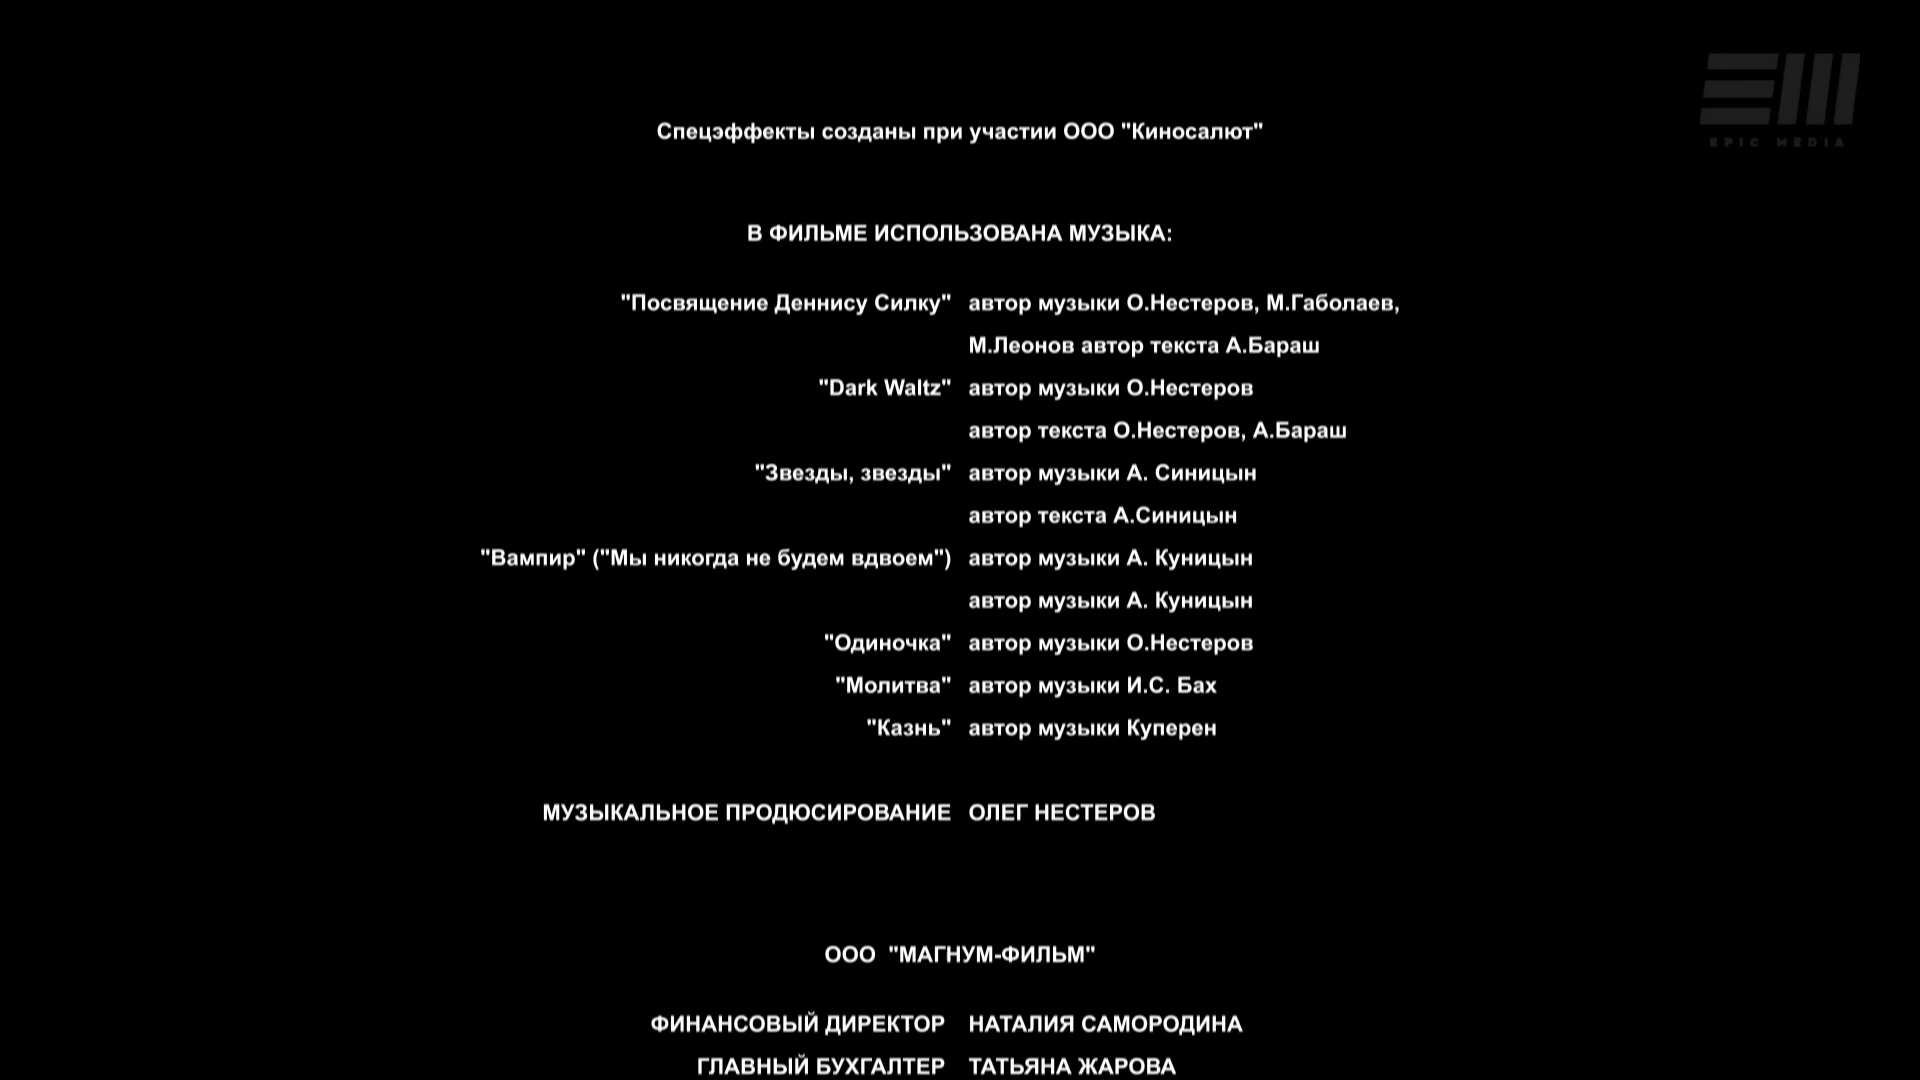 EPIC MEDIA
Спецэффекты созданы при участии ООО "Киносалют"
В ФИЛЬМЕ ИСПОЛЬЗОВАНА МУЗЫКА:
"Посвящение Деннису Силку" автор музыки О.Нестеров, М.Габолаев,
М.Леонов автор текста А.Бараш
"Dark Waltz" автор музыки О.Нестеров
автор текста О.Нестеров, А.Бараш
"Звезды, звезды" автор музыки А. Синицын
автор текста А.Синицын
"Вампир" ("Мы никогда не будем вдвоем") автор музыки А. Куницын
автор музыки А. Куницын
"Одиночка" автор музыки О.Нестеров
"Молитва" автор музыки И.С. Бах
"Казнь" автор музыки Куперен
МУЗЫКАЛЬНОЕ ПРОДЮСИРОВАНИЕ ОЛЕГ НЕСТЕРОВ
ООО "МАГНУМ-ФИЛЬМ"
ФИНАНСОВЫЙ ДИРЕКТОР НАТАЛИЯ САМОРОДИНА
ГЛАВНЫЙ БУХГАЛТЕР ТАТЬЯНА ЖАРОВА